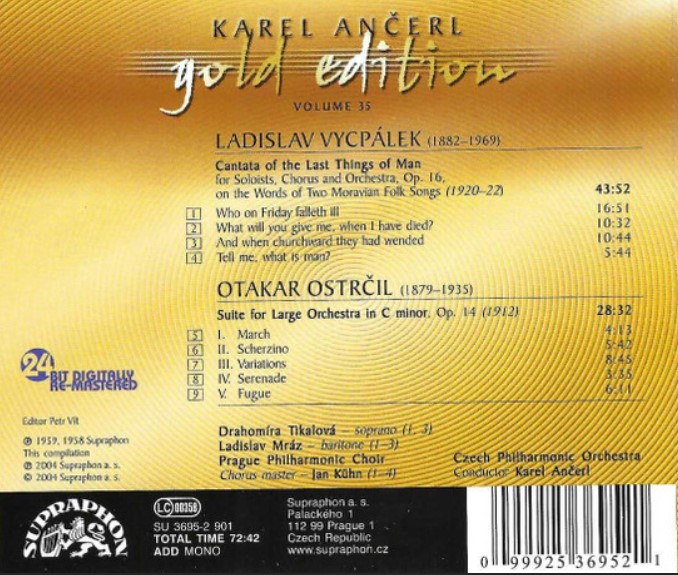 KAREL ANČERL
gold edition
VOLUME 35
LADISLAV VYCPÁLEK (1882–1969)
Cantata of the Last Things of Man
for Soloists, Chorus and Orchestra, Op. 16,
on the Words of Two Moravian Folk Songs (1920–22) 43:52
1 Who on Friday falleth ill 16:51
2 What will you give me, when I have died? 10:32
3 And when churchward they had wended 10:44
4 Tell me, what is man? 5:44
OTAKAR OSTRČIL (1879–1935)
Suite for Large Orchestra in C minor, Op. 14 (1912) 28:32
5 I. March 4:13
6 II. Scherzino 5:42
7 III. Variations 8:45
8 IV. Serenade 3:35
9 V. Fugue 6:11
24
BIT DIGITALLY
RE-MASTERED
Editor Petr Vít
℗ 1959, 1958 Supraphon
This compilation
℗ 2004 Supraphon a. s.
© 2004 Supraphon a. s.
Drahomíra Tikalová – soprano (1, 3)
Ladislav Mráz – baritone (1–3)
Prague Philharmonic Choir
Chorus master – Jan Kühn (1–4)
Czech Philharmonic Orchestra
Conductor Karel Ančerl
SUPRAPHON
LC 00358
SU 3695-2 901
TOTAL TIME 72:42
ADD MONO
Supraphon a. s.
Palackého 1
112 99 Prague 1
Czech Republic
www.supraphon.cz
0 99925 36952 1